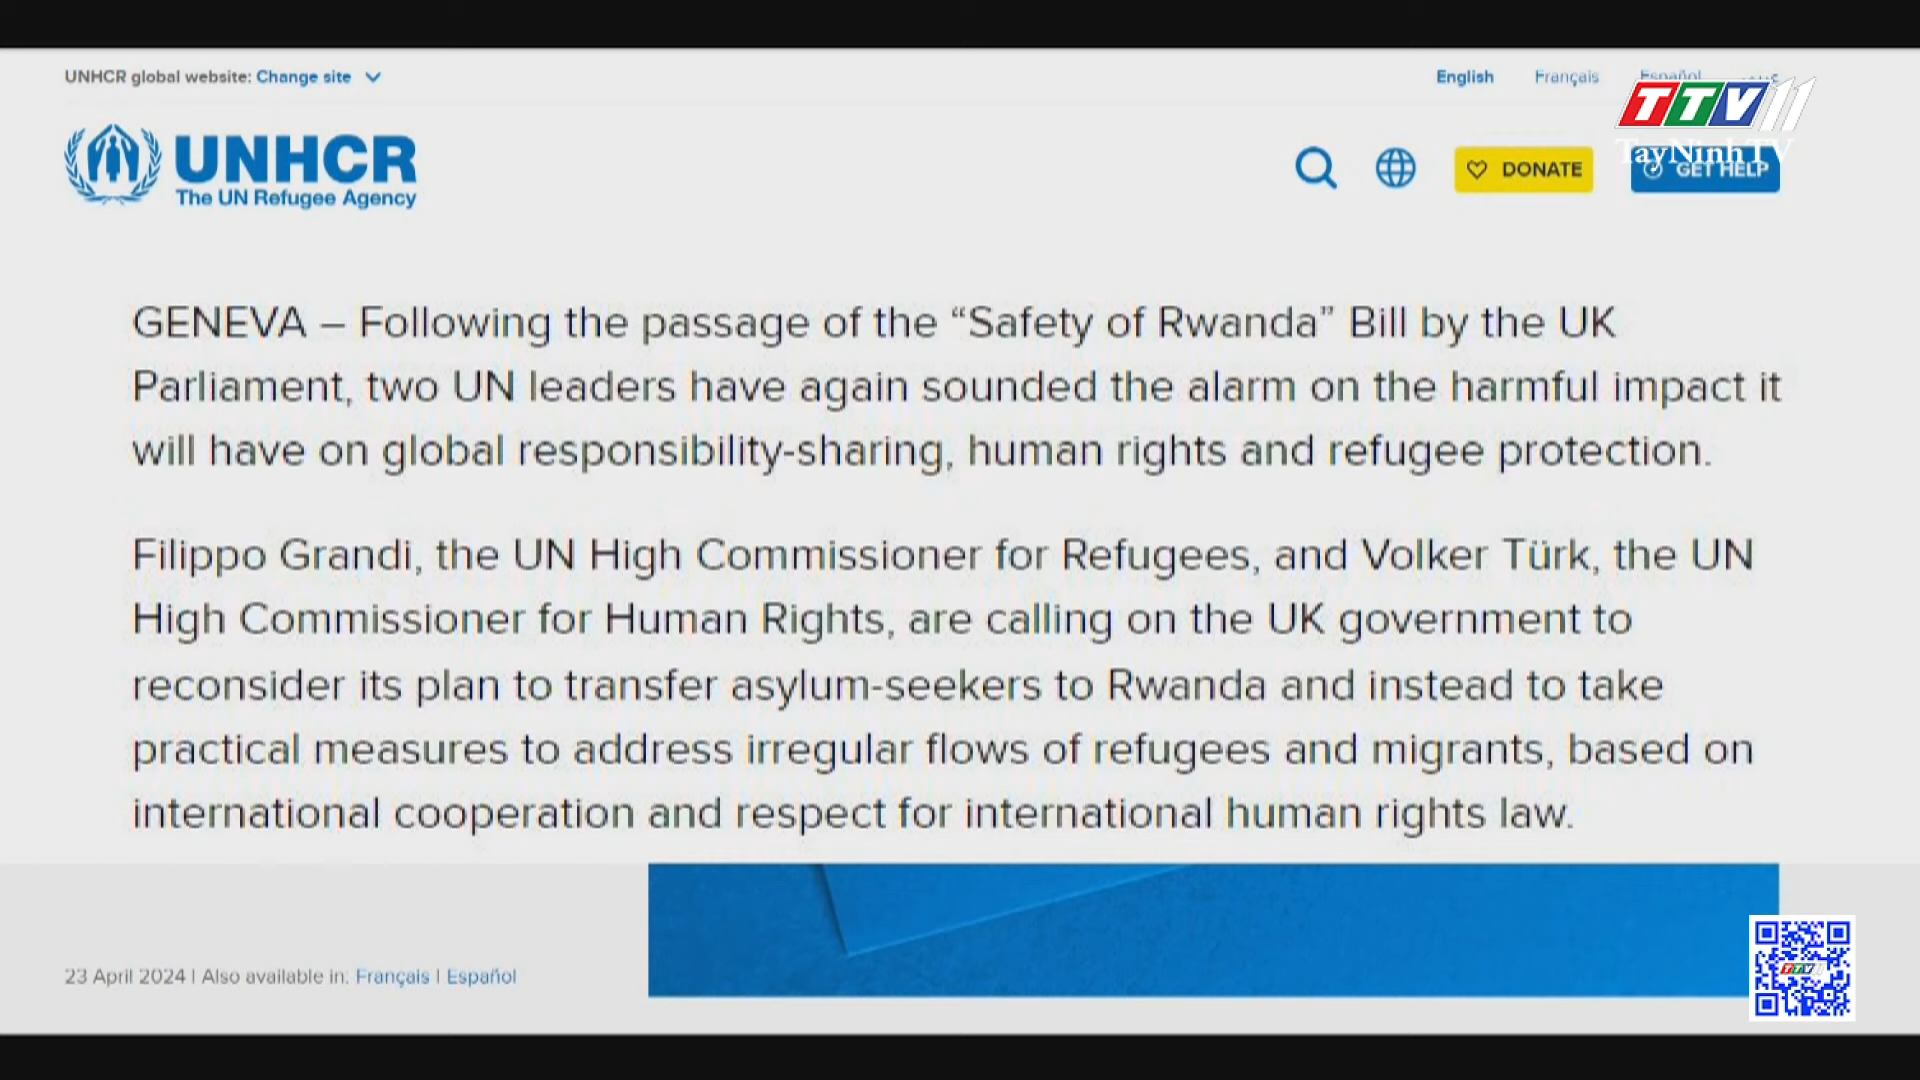 UNHCR global website: Change site
English Français Español
TTV11
TayNinhTV
UNHCR
The UN Refugee Agency
DONATE
GET HELP
GENEVA – Following the passage of the “Safety of Rwanda” Bill by the UK
Parliament, two UN leaders have again sounded the alarm on the harmful impact it
will have on global responsibility-sharing, human rights and refugee protection.
Filippo Grandi, the UN High Commissioner for Refugees, and Volker Türk, the UN
High Commissioner for Human Rights, are calling on the UK government to
reconsider its plan to transfer asylum-seekers to Rwanda and instead to take
practical measures to address irregular flows of refugees and migrants, based on
international cooperation and respect for international human rights law.
23 April 2024 | Also available in: Français | Español
TTV11